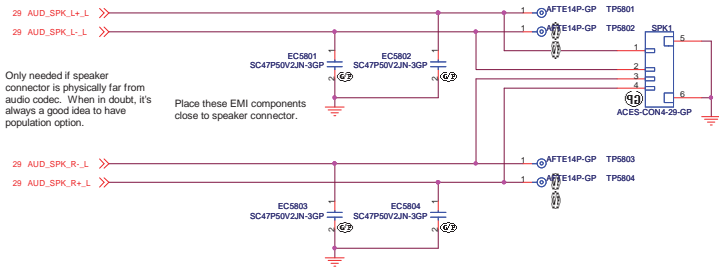 29 AUD_SPK_L+_L
1 AFTE14P-GP TP5801
29 AUD_SPK_L-_L
1 AFTE14P-GP TP5802
SPK1
5
1
EC5801
SC47P50V2JN-3GP
1
2
EC5802
SC47P50V2JN-3GP
1
2
2
3
4
6
ACES-CON4-29-GP
Only needed if speaker
connector is physically far from
audio codec. When in doubt, it's
always a good idea to have
population option.
Place these EMI components
close to speaker connector.
29 AUD_SPK_R-_L
1 AFTE14P-GP TP5803
29 AUD_SPK_R+_L
1 AFTE14P-GP TP5804
EC5803
SC47P50V2JN-3GP
1
2
EC5804
SC47P50V2JN-3GP
1
2